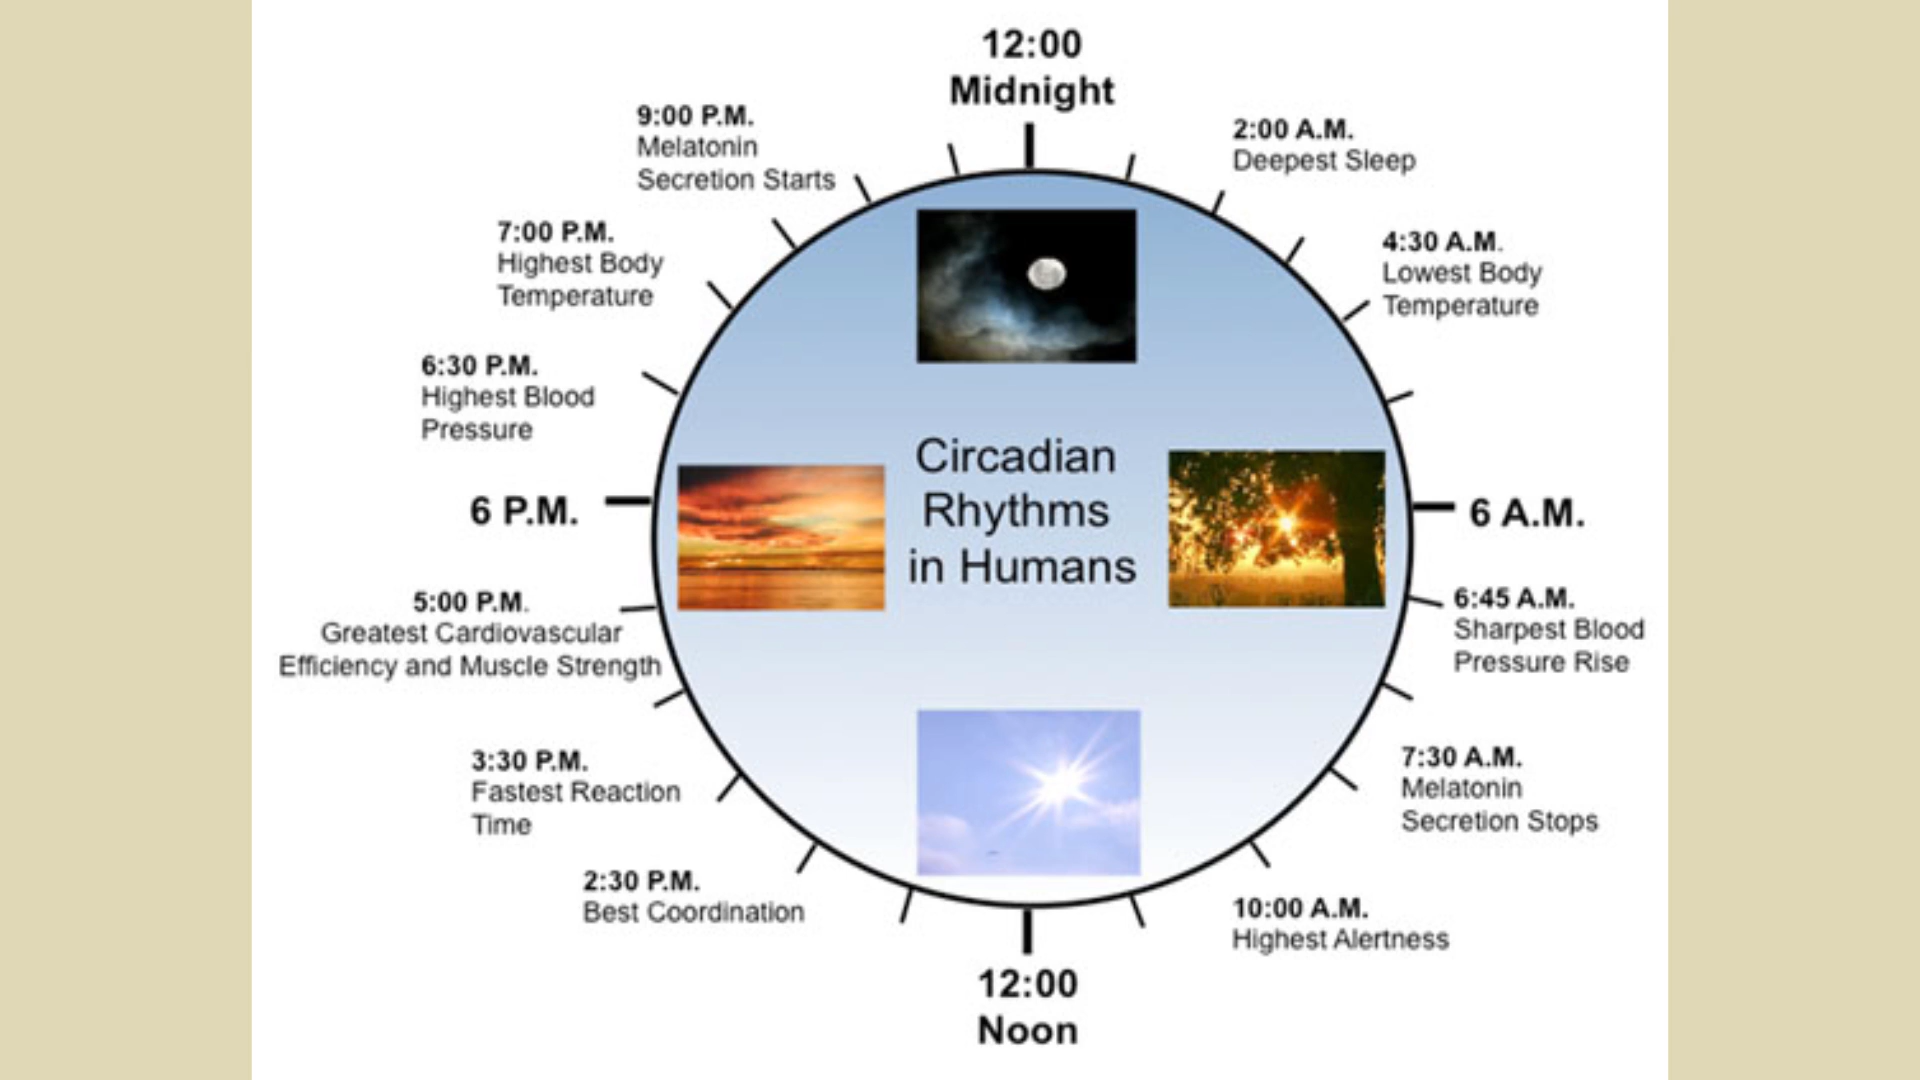 12:00
Midnight
2:00 A.M.
Deepest Sleep
4:30 A.M.
Lowest Body
Temperature
6 A.M.
6:45 A.M.
Sharpest Blood
Pressure Rise
7:30 A.M.
Melatonin
Secretion Stops
10:00 A.M.
Highest Alertness
12:00
Noon
2:30 P.M.
Best Coordination
3:30 P.M.
Fastest Reaction
Time
5:00 P.M.
Greatest Cardiovascular
Efficiency and Muscle Strength
6 P.M.
6:30 P.M.
Highest Blood
Pressure
7:00 P.M.
Highest Body
Temperature
9:00 P.M.
Melatonin
Secretion Starts
Circadian
Rhythms
in Humans